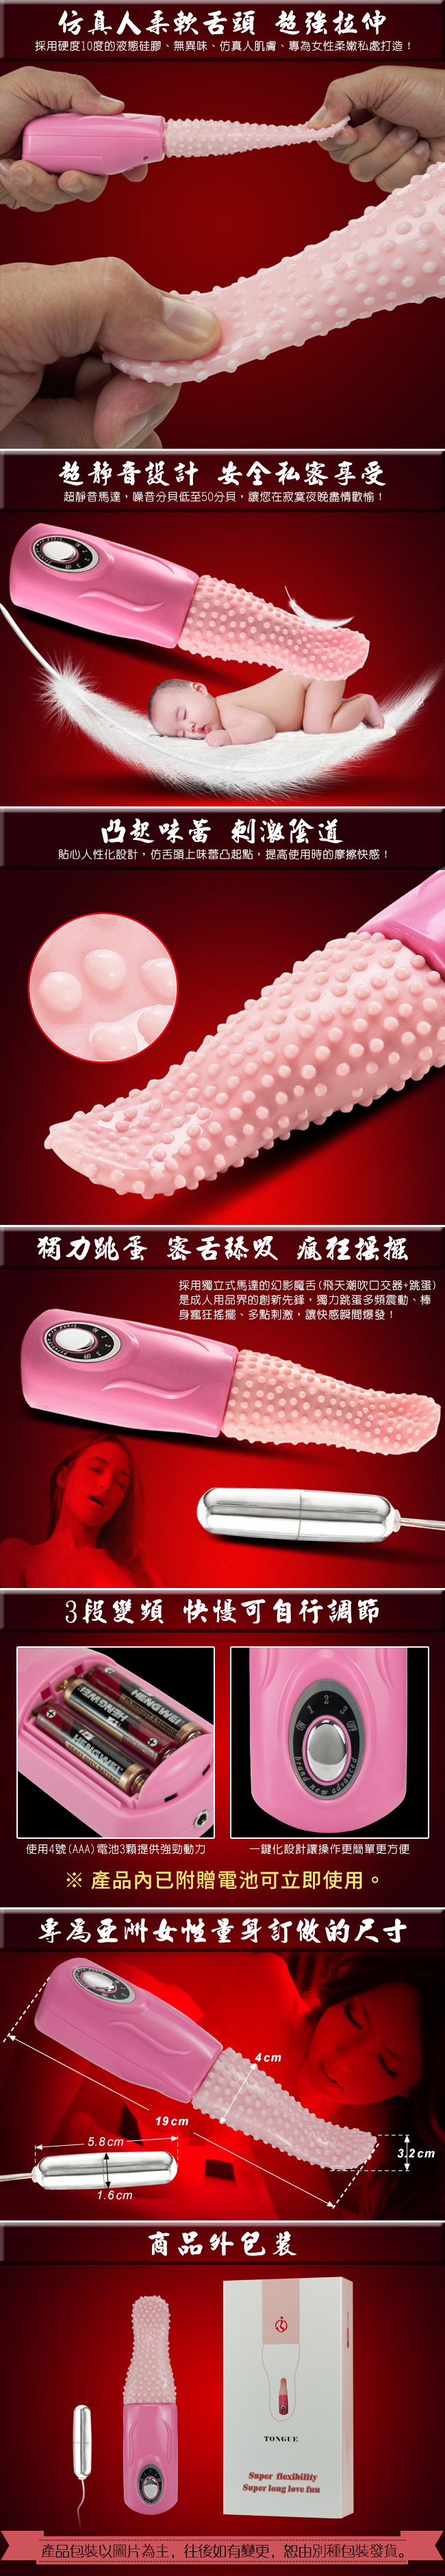 仿真人柔軟舌頭 超強拉伸
採用硬度10度的液態硅膠、無異味、仿真人肌膚、專為女性柔嫩私處打造！
超靜音設計 安全私密享受
超靜音馬達，噪音分貝低至50分貝，讓您在寂寞夜晚盡情歡愉！
凸起味蕾 刺激陰道
貼心人性化設計，仿舌頭上味蕾凸起點，提高使用時的摩擦快感！
獨力跳蛋 密舌舔吸 瘋狂搖擺
採用獨立式馬達的幻影魔舌(飛天潮吹口交器+跳蛋)
是成人用品界的創新先鋒，獨力跳蛋多頻震動、棒
身瘋狂搖擺、多點刺激，讓快感瞬間爆發！
3段變頻 快慢可自行調節
HENGWEI
HENGWEI
HENGWEI
ON 1 2 3 OFF
brand new advanced
使用4號(AAA)電池3顆提供強勁動力
一鍵化設計讓操作更簡單更方便
※ 產品內已附贈電池可立即使用。
專為亞洲女性量身訂做的尺寸
4cm
19cm
5.8cm
3.2cm
1.6cm
商品外包裝
TONGUE
Super flexibility
Super long love fun
產品包裝以圖片為主，往後如有變更，恕由別種包裝發貨。